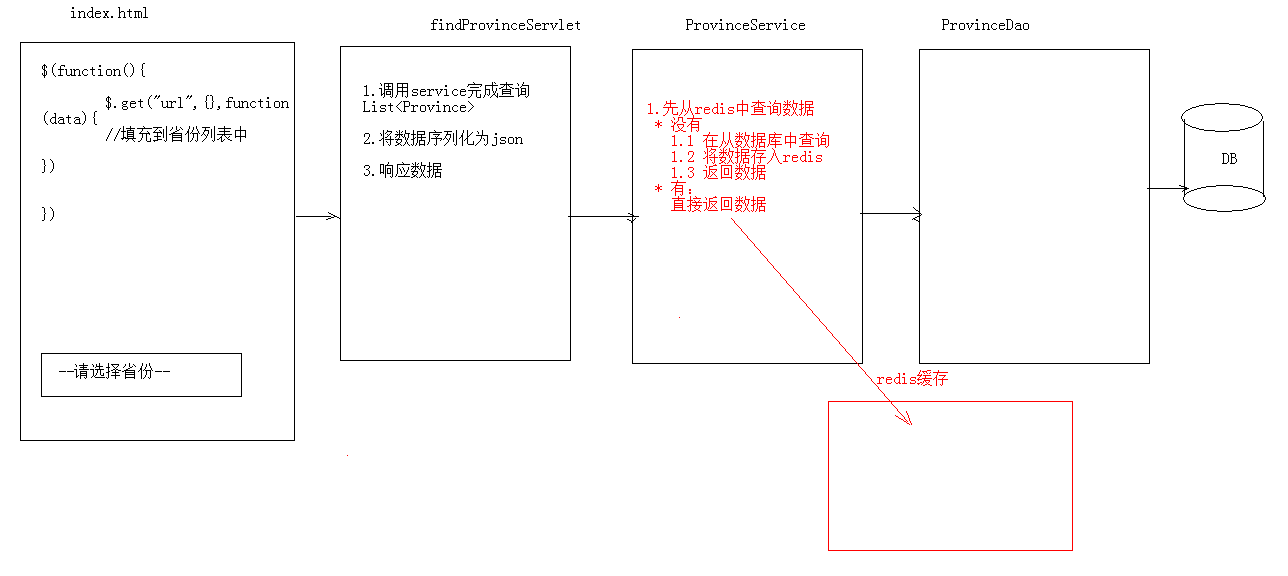 index.html
$(function(){
$.get("url",{},function
(data){
//填充到省份列表中
})
})
--请选择省份--
findProvinceServlet
1.调用service完成查询
List<Province>
2.将数据序列化为json
3.响应数据
ProvinceService
1.先从redis中查询数据
* 没有
1.1 在从数据库中查询
1.2 将数据存入redis
1.3 返回数据
* 有：
直接返回数据
ProvinceDao
DB
redis缓存